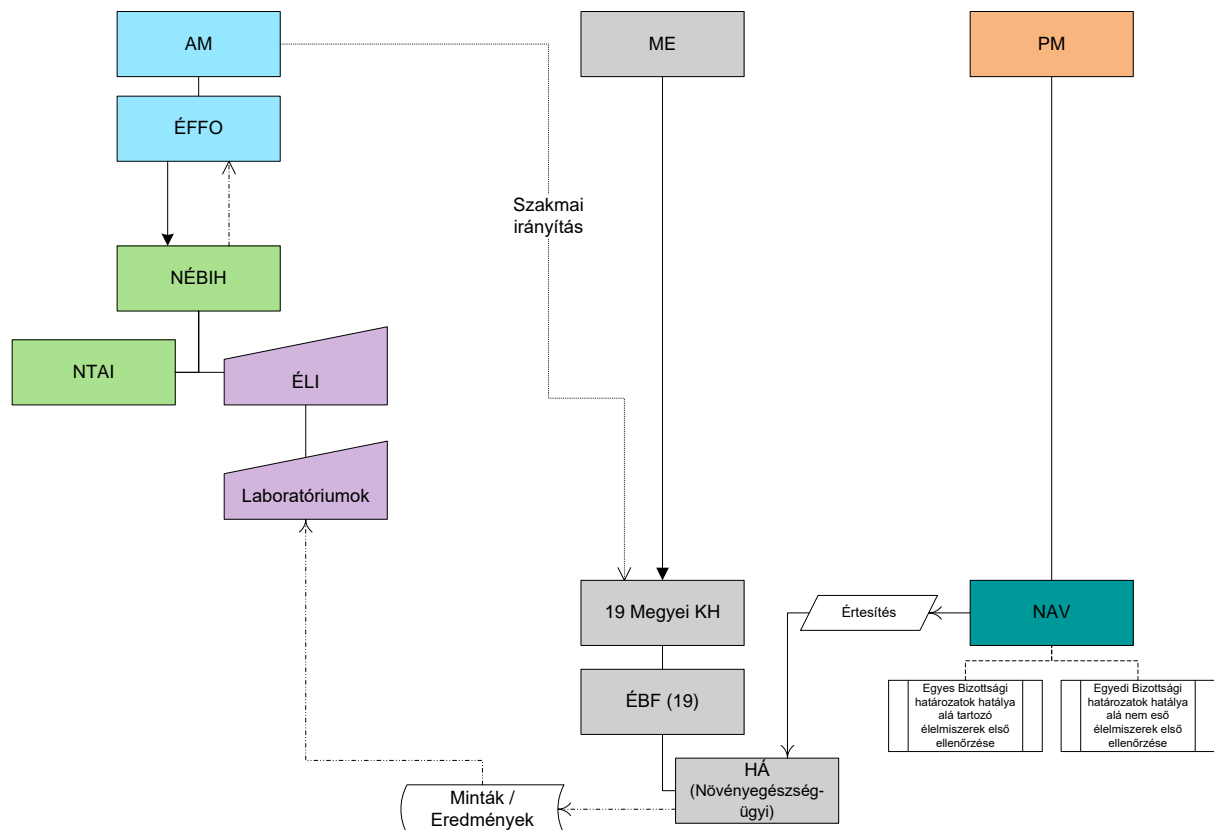 AM
ME
PM
ÉFFO
Szakmai
irányítás
NÉBIH
NTAI
ÉLI
Laboratóriumok
19 Megyei KH
Értesítés
NAV
ÉBF (19)
Egyes Bizottsági
határozatok hatálya
alá tartozó
élelmiszerek első
ellenőrzése
Egyedi Bizottsági
határozatok hatálya
alá nem eső
élelmiszerek első
ellenőrzése
HÁ
(Növényegészség-
ügyi)
Minták /
Eredmények